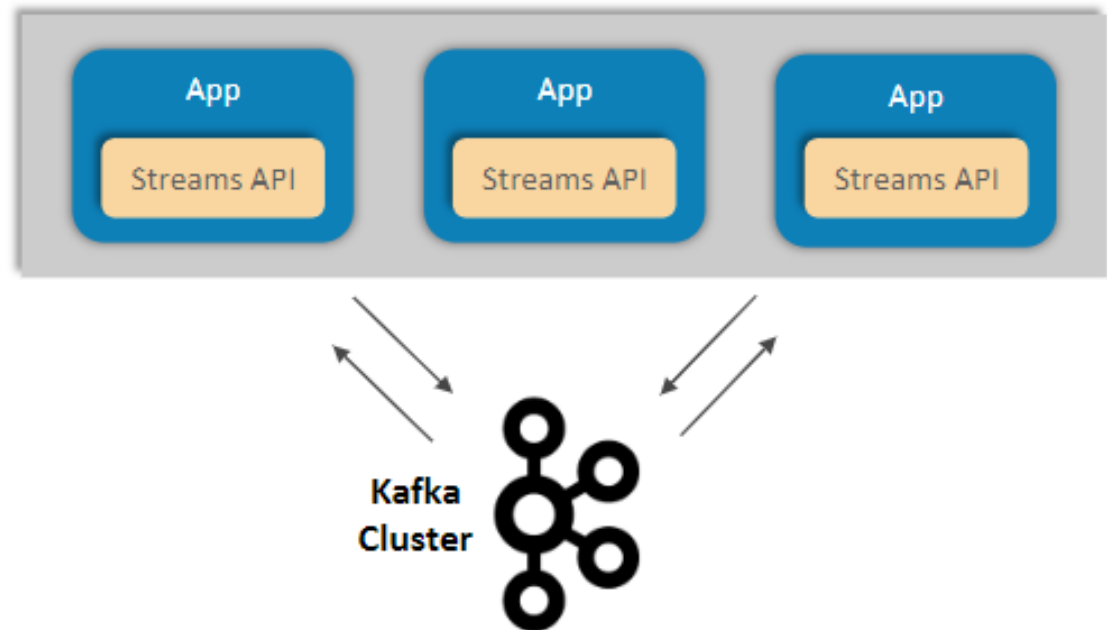 App
App
App
Streams API
Streams API
Streams API
Kafka
Cluster